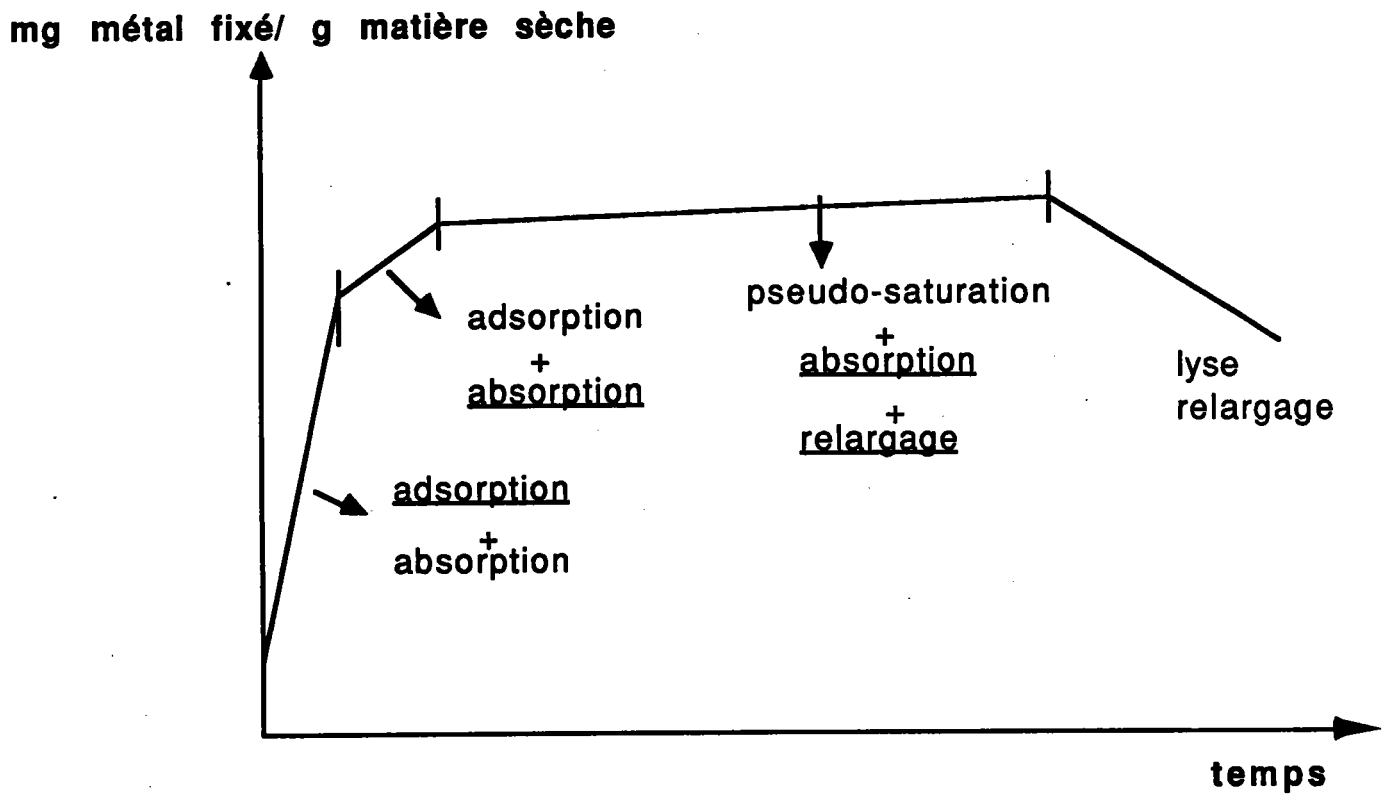 mg métal fixé/ g matière sèche
adsorption
+
absorption
pseudo-saturation
+
absorption
+
relargage
lyse
relargage
adsorption
+
absorption
temps